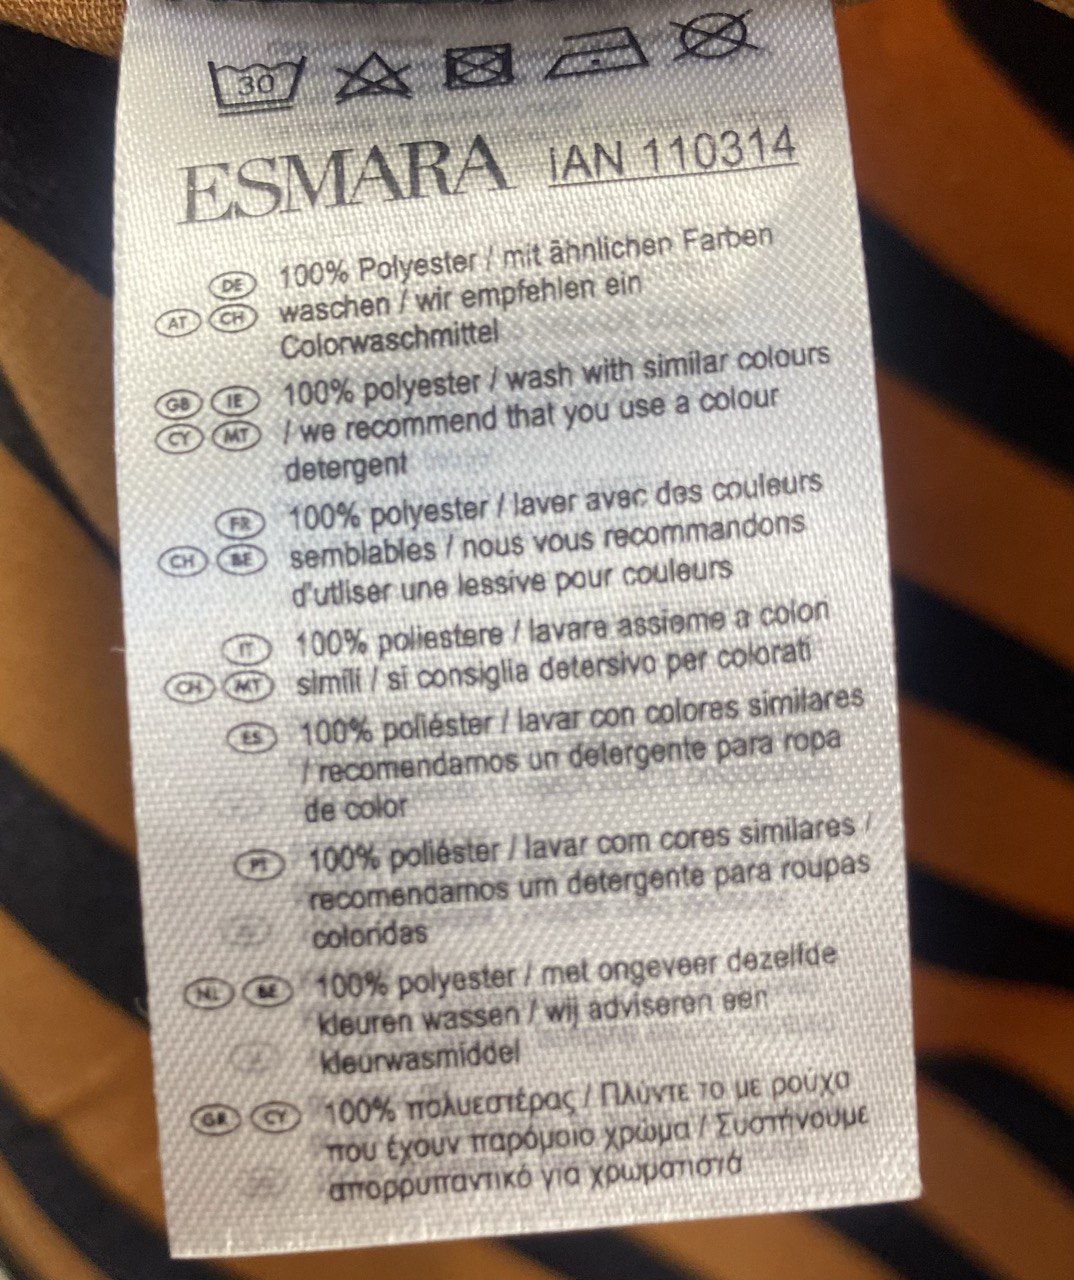 30
ESMARA IAN 110314
DE 100% Polyester / mit ähnlichen Farben
AT CH waschen / wir empfehlen ein
Colorwaschmittel
GB IE 100% polyester / wash with similar colours
CY MT / we recommend that you use a colour
detergent
FR 100% polyester / laver avec des couleurs
CH BE semblables / nous vous recommandons
d'utliser une lessive pour couleurs
IT 100% poliestere / lavare assieme a colori
CH MT simili / si consiglia detersivo per colorati
ES 100% poliéster / lavar con colores similares
/ recomendamos un detergente para ropa
de color
PT 100% poliéster / lavar com cores similares /
recomendamos um detergente para roupas
coloridas
NL BE 100% polyester / met ongeveer dezelfde
kleuren wassen / wij adviseren een
kleurwasmiddel
GR CY 100% πολυεστέρας / Πλύντε το με ρούχα
που έχουν παρόμοιο χρώμα / Συστήνουμε
απορρυπαντικό για χρωματιστά